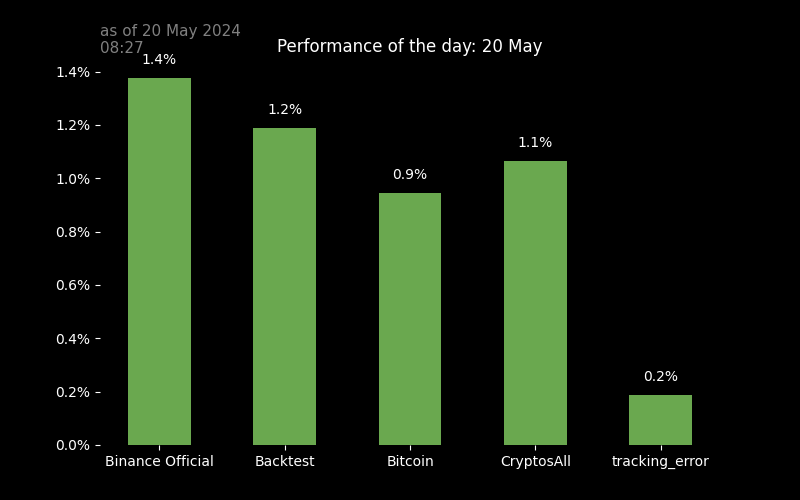 as of 20 May 2024
08:27
Performance of the day: 20 May
1.4%
1.2%
1.0%
0.8%
0.6%
0.4%
0.2%
0.0%
1.4%
1.2%
0.9%
1.1%
0.2%
Binance Official
Backtest
Bitcoin
CryptosAll
tracking_error